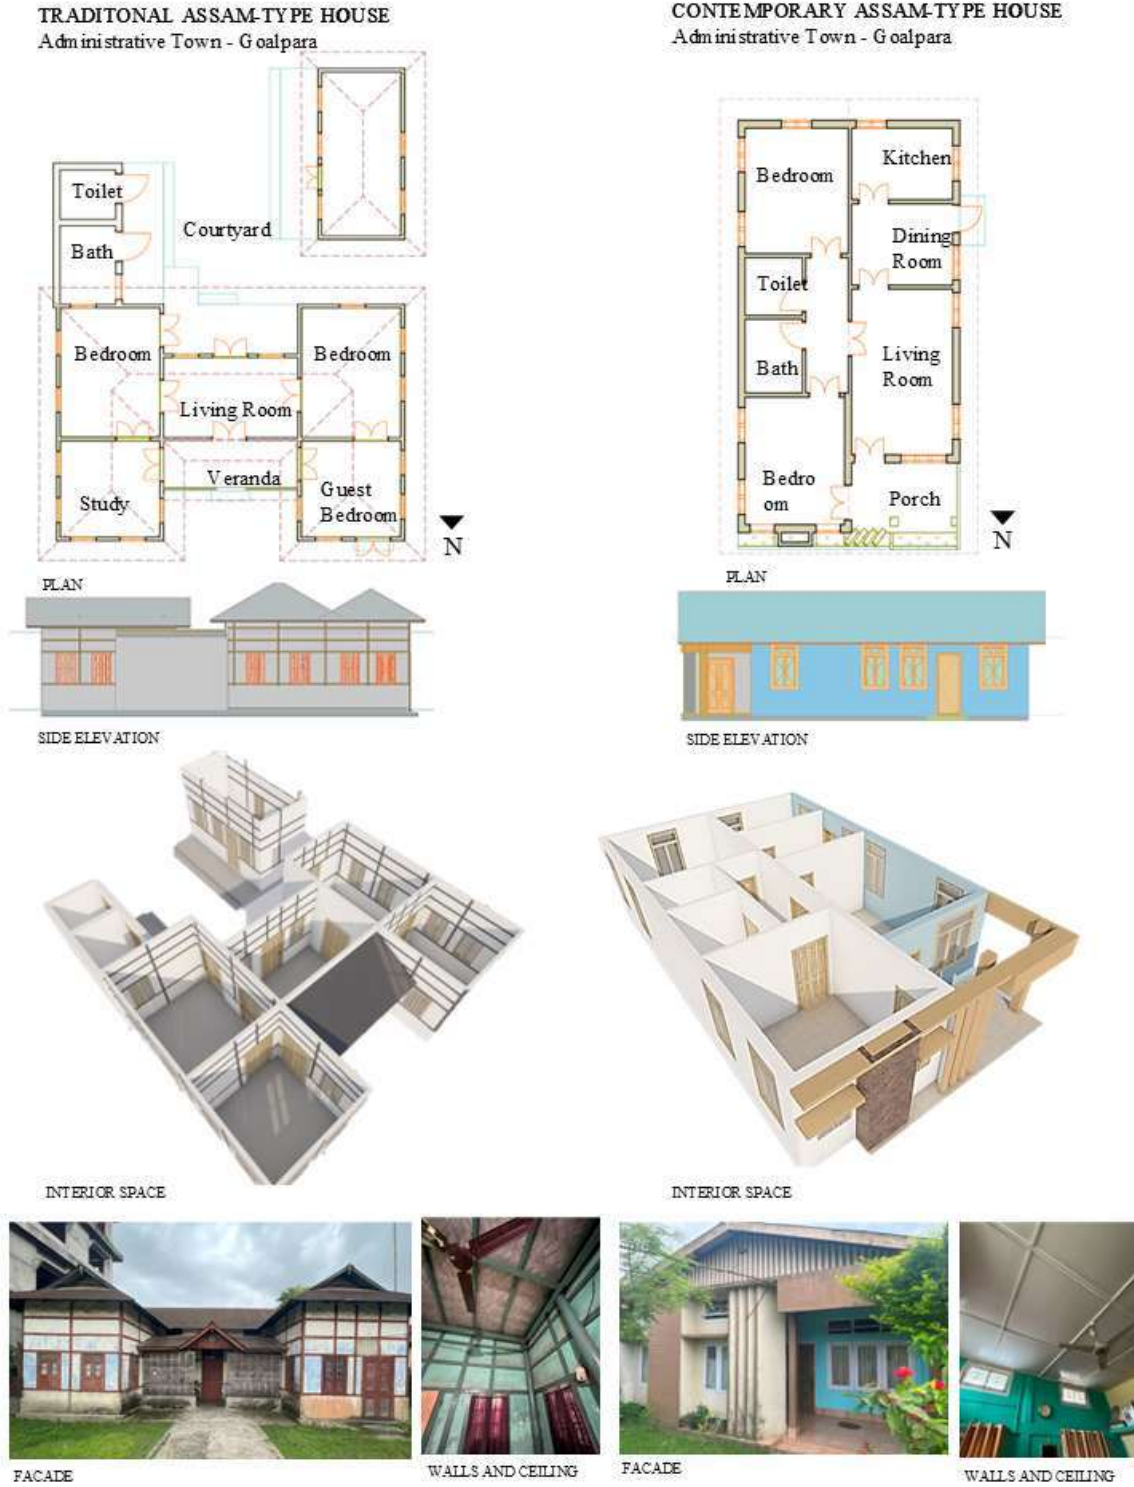 TRADITONAL ASSAM-TYPE HOUSE
Administrative Town - Goalpara
Toilet
Bath
Courtyard
Bedroom
Bedroom
Living Room
Veranda
Study
Guest
Bedroom
N
PLAN
SIDE ELEVATION
INTERIOR SPACE
FACADE
WALLS AND CEILING
CONTEMPORARY ASSAM-TYPE HOUSE
Administrative Town - Goalpara
Kitchen
Bedroom
Dining
Room
Toilet
Living
Room
Bath
Bedro
om
Porch
N
PLAN
SIDE ELEVATION
INTERIOR SPACE
FACADE
WALLS AND CEILING